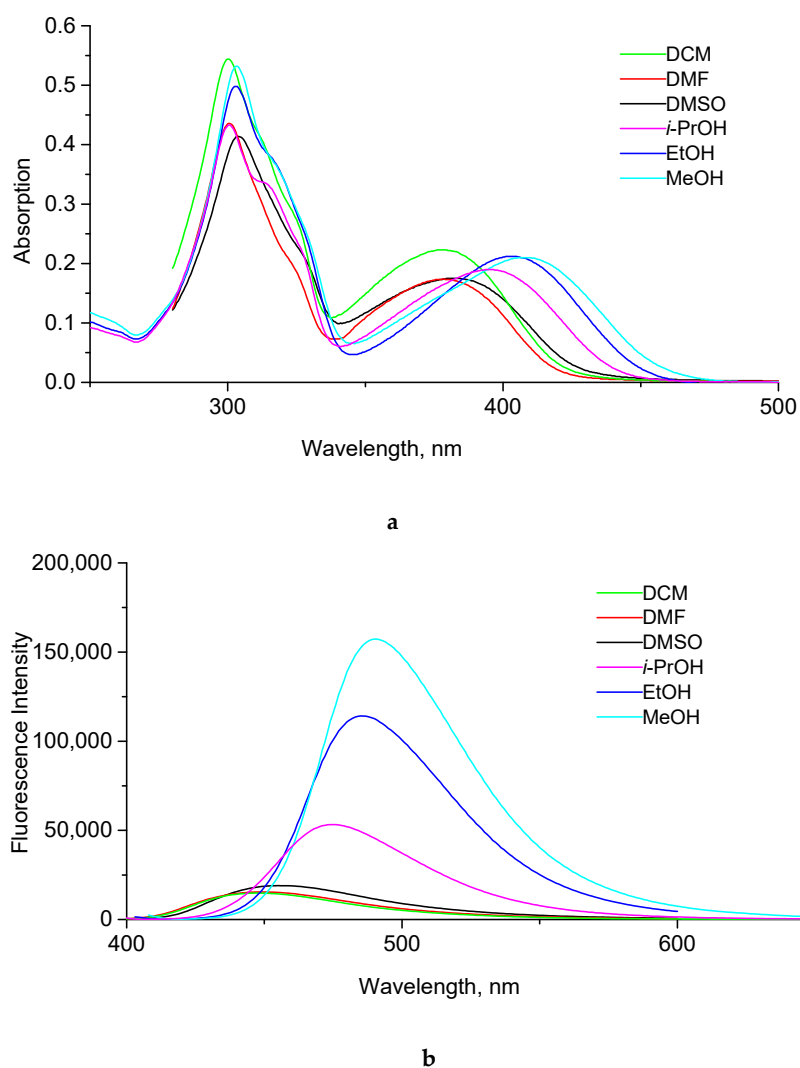 0.6
0.5
0.4
0.3
0.2
0.1
0.0
Absorption
DCM
DMF
DMSO
i-PrOH
EtOH
MeOH
300 400 500
Wavelength, nm
a
200,000
150,000
100,000
50,000
0
Fluorescence Intensity
DCM
DMF
DMSO
i-PrOH
EtOH
MeOH
400 500 600
Wavelength, nm
b